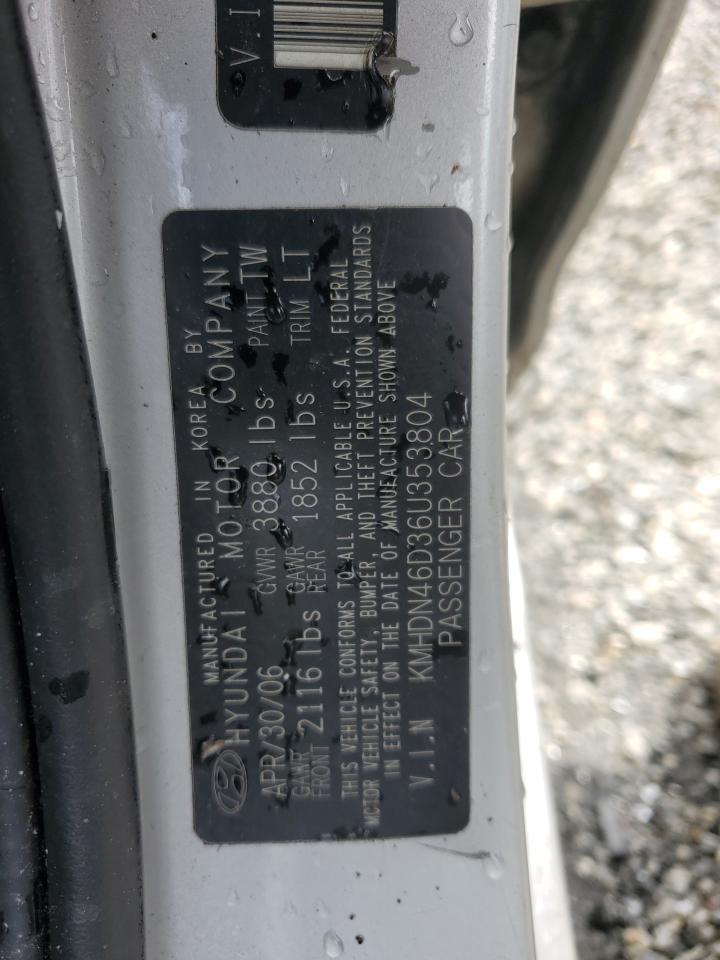 V.I
MANUFACTURED IN KOREA BY
HYUNDAI MOTOR COMPANY
APR/30/06 GVWR 3880 lbs PAINT TW
GAWR FRONT 2116 lbs GAWR REAR 1852 lbs TRIM LT
THIS VEHICLE CONFORMS TO ALL APPLICABLE U.S.A. FEDERAL
MOTOR VEHICLE SAFETY, BUMPER, AND THEFT PREVENTION STANDARDS
IN EFFECT ON THE DATE OF MANUFACTURE SHOWN ABOVE
V.I.N KMHDN46D36U353804
PASSENGER CAR